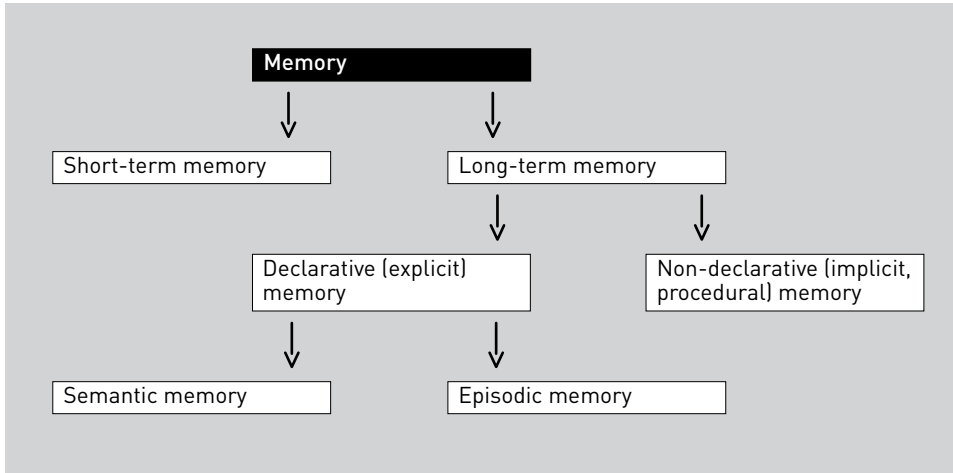 Memory
Short-term memory
Long-term memory
Declarative (explicit)
memory
Non-declarative (implicit,
procedural) memory
Semantic memory
Episodic memory